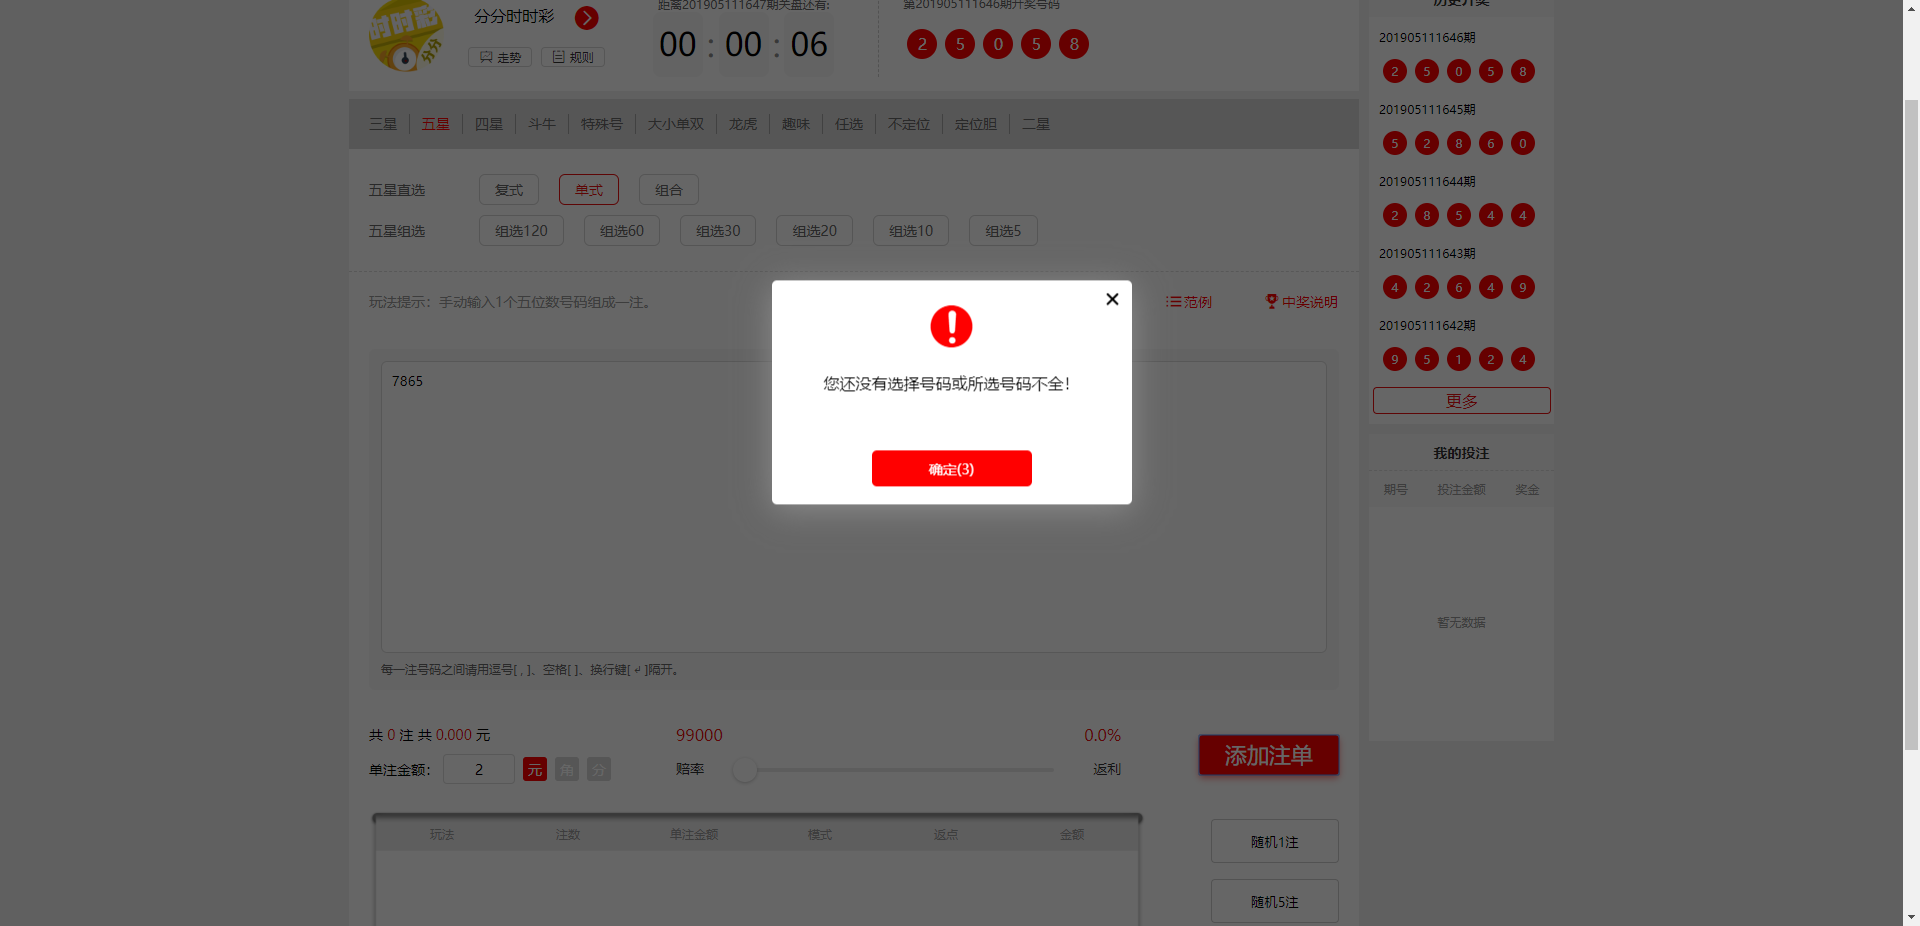 分分时时彩
走势
规则
距离201905111647期关盘还有:
00 : 00 : 06
第201905111646期开奖号码
2 5 0 5 8
三星 五星 四星 斗牛 特殊号 大小单双 龙虎 趣味 任选 不定位 定位胆 二星
五星直选 复式 单式 组合
五星组选 组选120 组选60 组选30 组选20 组选10 组选5
玩法提示：手动输入1个五位数号码组成一注。
范例
中奖说明
7865
您还没有选择号码或所选号码不全！
确定(3)
每一注号码之间请用逗号[ , ]、空格[ ]、换行键[ ↲ ]隔开。
共 0 注 共 0.000 元
单注金额： 2 元 角 分
99000 0.0%
赔率 返利
添加注单
玩法 注数 单注金额 模式 返点 金额
随机1注
随机5注
历史开奖
201905111646期
2 5 0 5 8
201905111645期
5 2 8 6 0
201905111644期
2 8 5 4 4
201905111643期
4 2 6 4 9
201905111642期
9 5 1 2 4
更多
我的投注
期号 投注金额 奖金
暂无数据